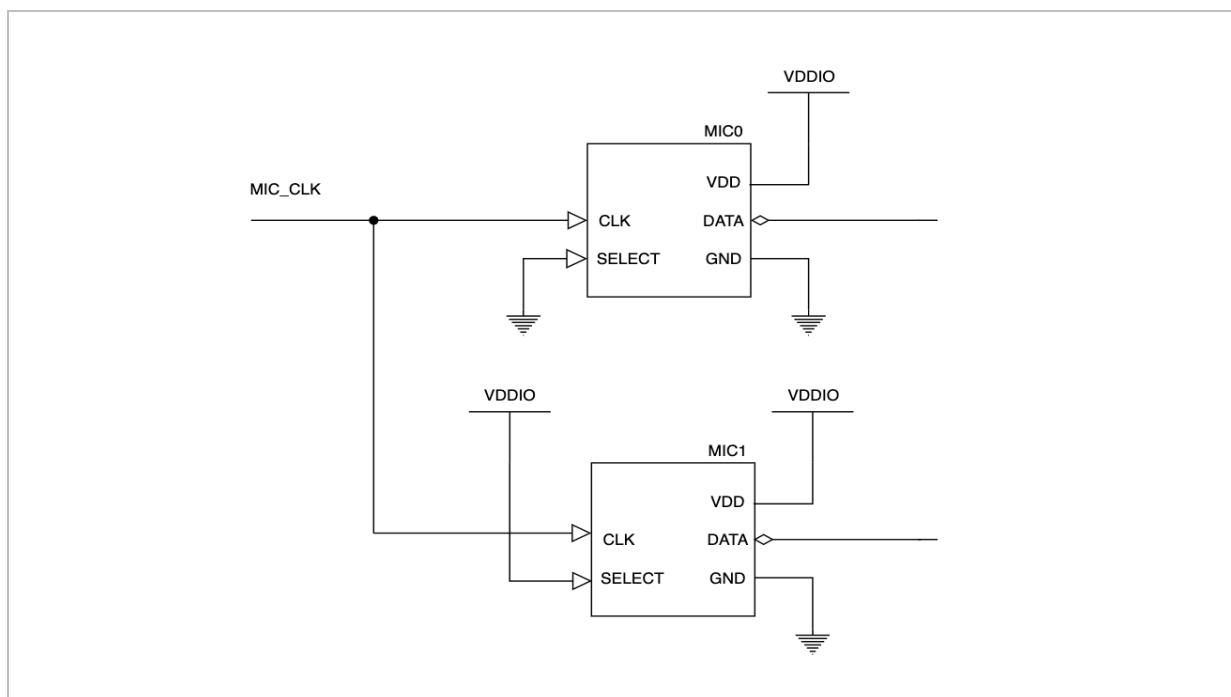 VDDIO
MIC0
VDD
MIC_CLK
CLK
DATA
SELECT
GND
VDDIO
VDDIO
MIC1
VDD
CLK
DATA
SELECT
GND